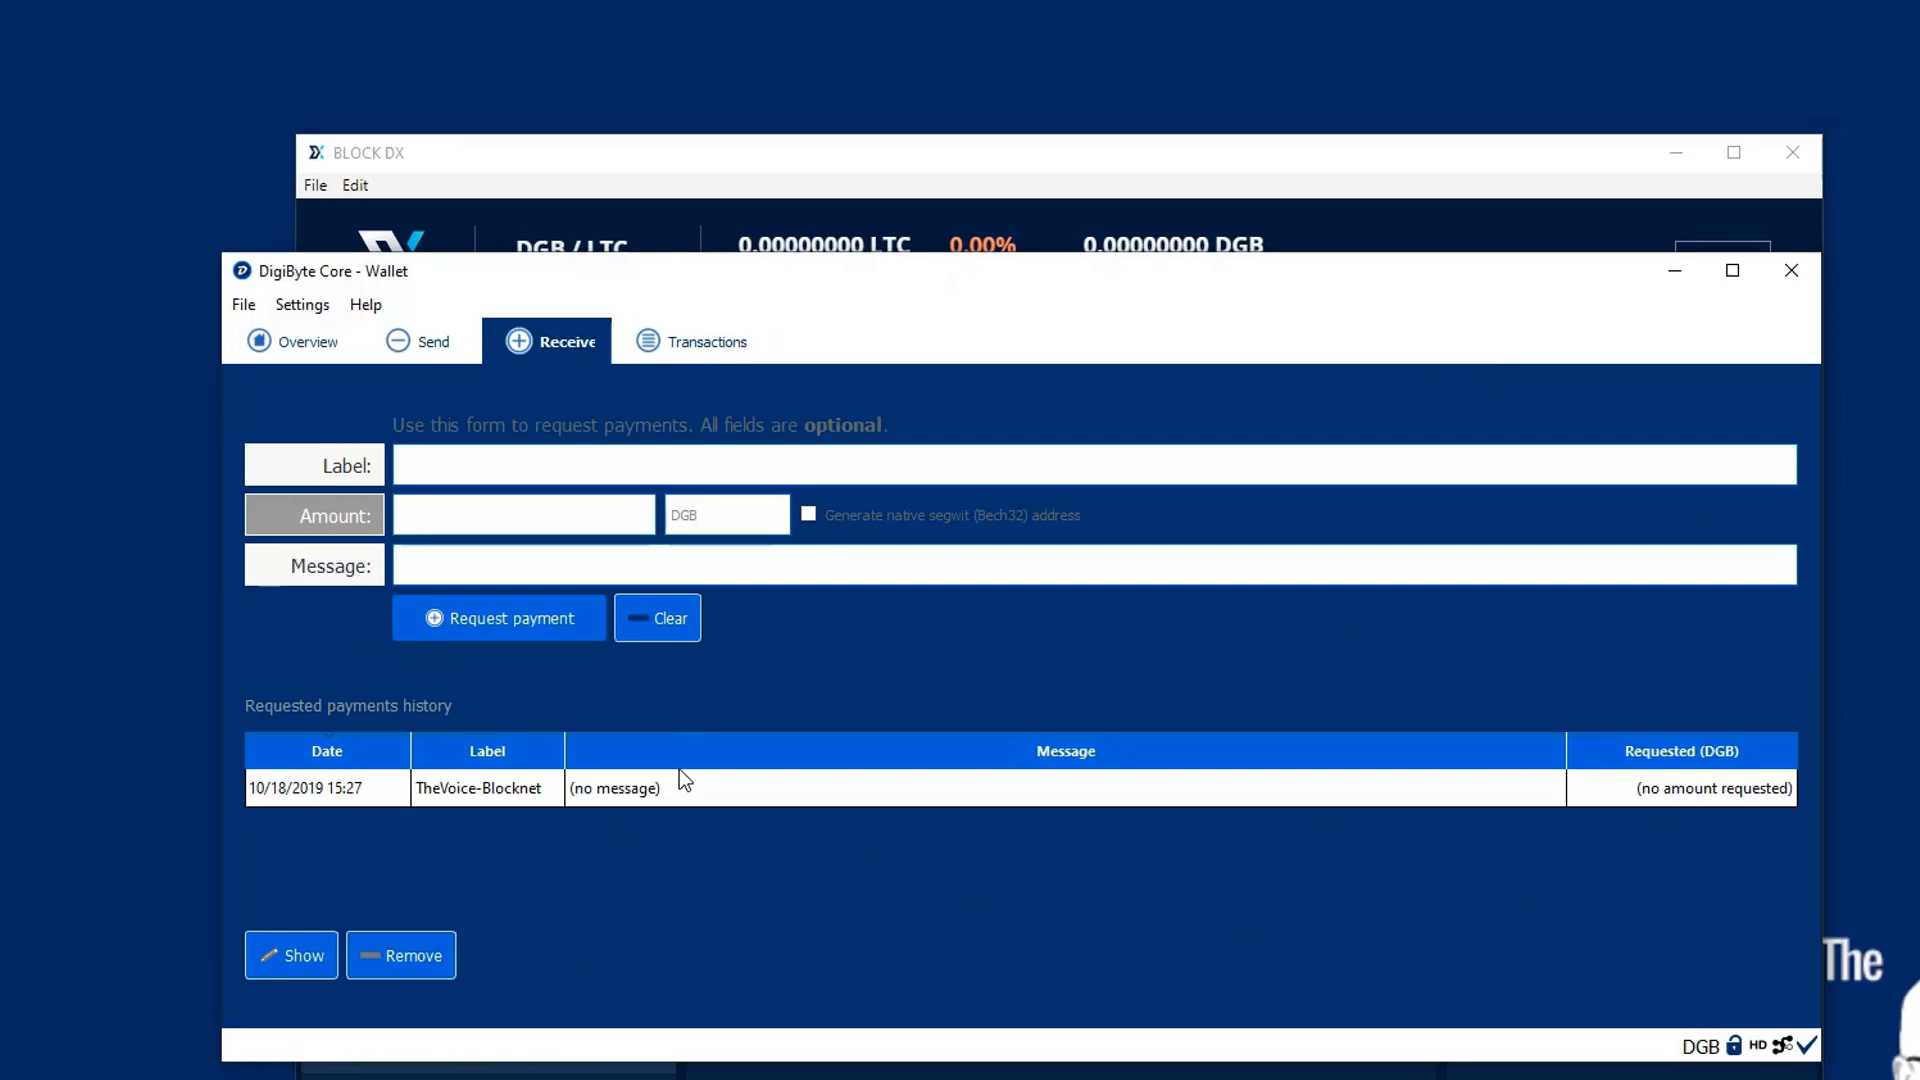 BLOCK DX
File Edit
DGB / LTC 0.00000000 LTC 0.00% 0.00000000 DGB
DigiByte Core - Wallet
File Settings Help
Overview Send Receive Transactions
Use this form to request payments. All fields are optional.
Label:
Amount: DGB Generate native segwit (Bech32) address
Message:
Request payment Clear
Requested payments history
Date Label Message Requested (DGB)
10/18/2019 15:27 TheVoice-Blocknet (no message) (no amount requested)
Show Remove
The
DGB HD